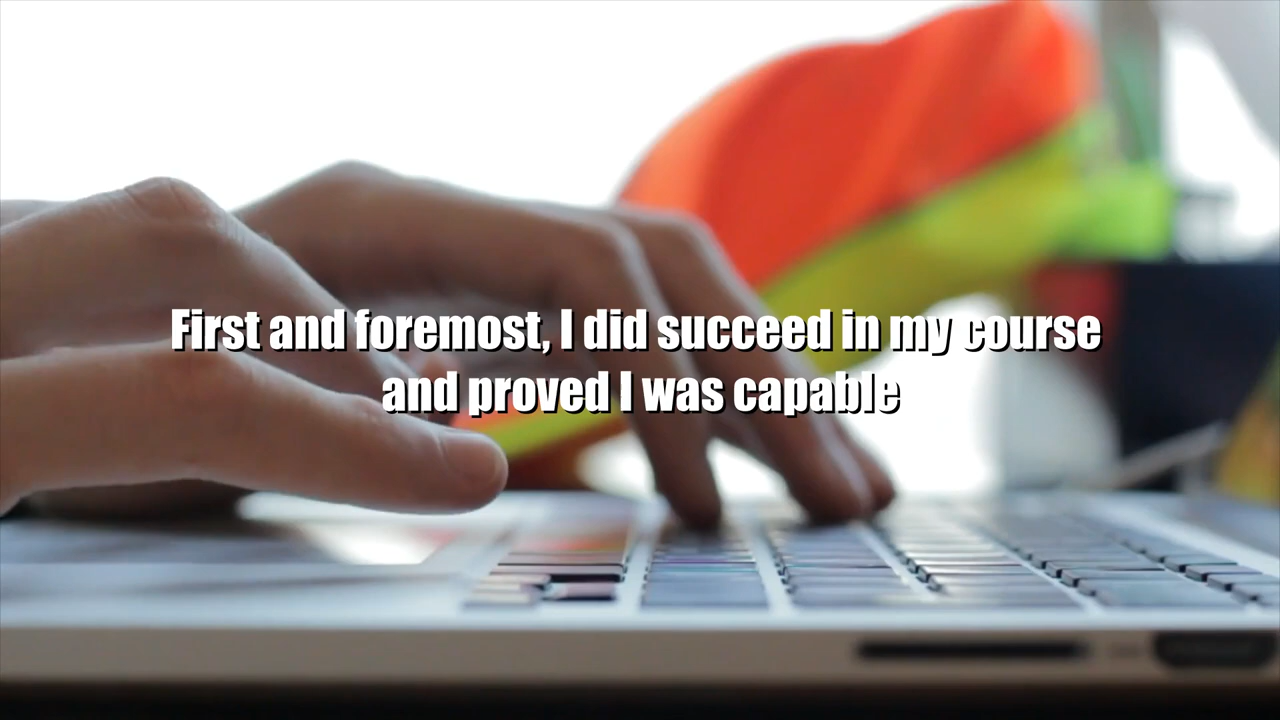 First and foremost, I did succeed in my course
and proved I was capable